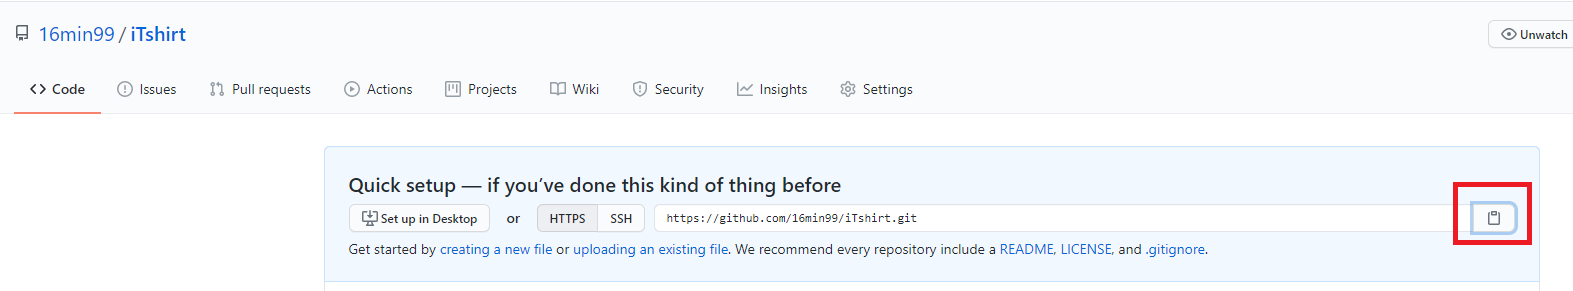 16min99 / iTshirt
Unwatch
Code Issues Pull requests Actions Projects Wiki Security Insights Settings
Quick setup — if you’ve done this kind of thing before
Set up in Desktop or HTTPS SSH https://github.com/16min99/iTshirt.git
Get started by creating a new file or uploading an existing file. We recommend every repository include a README, LICENSE, and .gitignore.